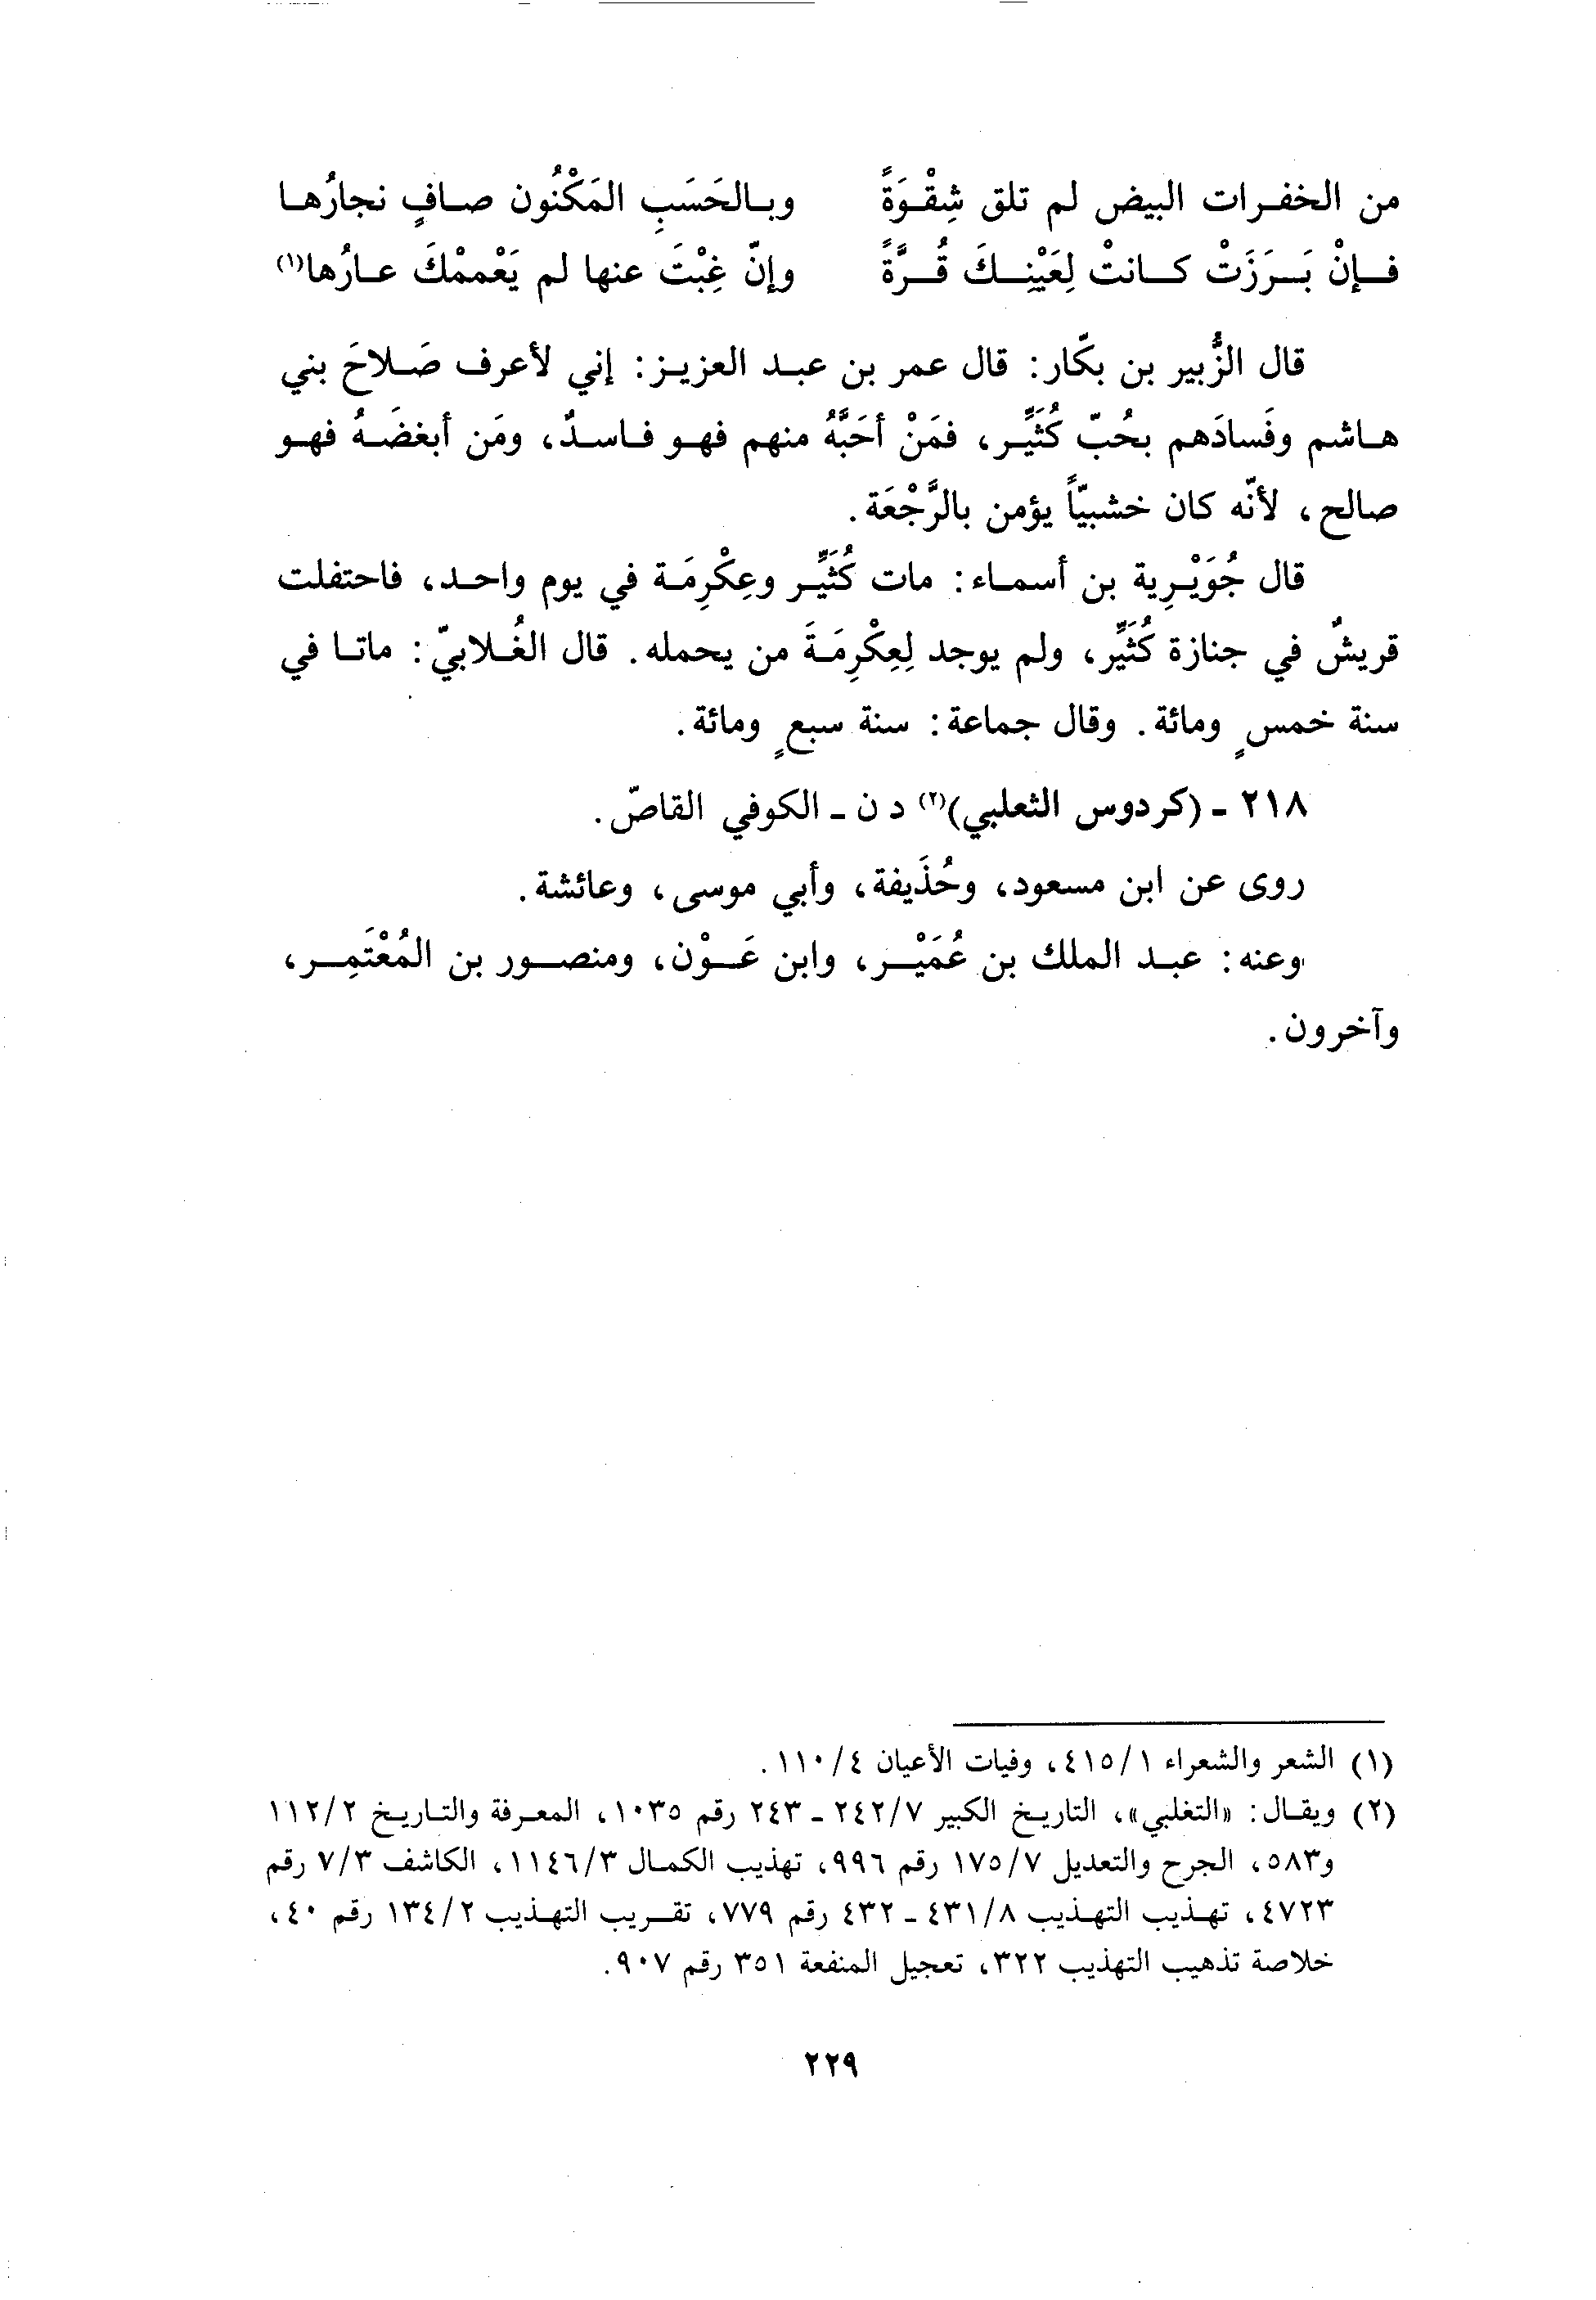 من الخفرات البيض لم تلق شِقْوَةً وبالحَسَبِ المَكْنُون صافٍ نجارُها
فإنْ بَرَزَتْ كانتْ لِعَيْنِكَ قُرَّةً وإنّ غِبْتَ عنها لم يَعْممْكَ عارُها(١)
قال الزُّبير بن بكّار: قال عمر بن عبد العزيز: إني لأعرف صَلاحَ بني
هاشم وفَسادَهم بحُبّ كُثَيِّر، فمَنْ أحَبَّهُ منهم فهو فاسدٌ، ومَن أبغضَهُ فهو
صالح، لأنّه كان خشبيّاً يؤمن بالرَّجْعَة.
قال جُوَيْرِية بن أسماء: مات كُثَيِّر وعِكْرِمَة في يوم واحد، فاحتفلت
قريشٌ في جنازة كُثَيِّر، ولم يوجد لِعِكْرِمَةَ من يحمله. قال الغُلابيّ: ماتا في
سنة خمسٍ ومائة. وقال جماعة: سنة سبعٍ ومائة.
٢١٨ - (كردوس الثعلبي)(٢) د ن - الكوفي القاصّ.
روى عن ابن مسعود، وحُذَيفة، وأبي موسى، وعائشة.
وعنه: عبد الملك بن عُمَيْر، وابن عَوْن، ومنصور بن المُعْتَمِر،
وآخرون.
(١) الشعر والشعراء ٤١٥/١، وفيات الأعيان ١١٠/٤.
(٢) ويقال: «التغلبي»، التاريخ الكبير ٢٤٢/٧ - ٢٤٣ رقم ١٠٣٥، المعرفة والتاريخ ١١٢/٢
و٥٨٣، الجرح والتعديل ١٧٥/٧ رقم ٩٩٦، تهذيب الكمال ١١٤٦/٣، الكاشف ٧/٣ رقم
٤٧٢٣، تهذيب التهذيب ٤٣١/٨ - ٤٣٢ رقم ٧٧٩، تقريب التهذيب ١٣٤/٢ رقم ٤٠،
خلاصة تذهيب التهذيب ٣٢٢، تعجيل المنفعة ٣٥١ رقم ٩٠٧.
٢٢٩